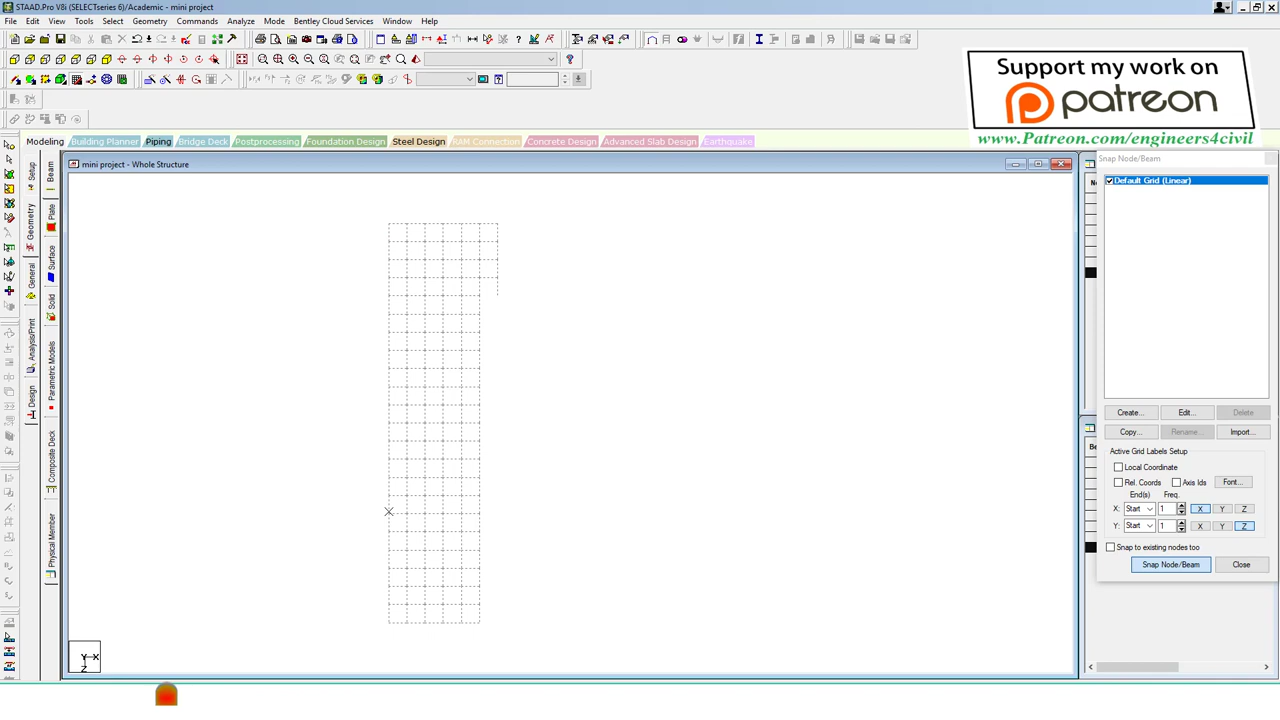 STAAD.Pro V8i (SELECTseries 6)/Academic - mini project
File Edit View Tools Select Geometry Commands Analyze Mode Bentley Cloud Services Window Help
Support my work on
patreon
www.Patreon.com/engineers4civil
Modeling Building Planner Piping Bridge Deck Postprocessing Foundation Design Steel Design RAM Connection Concrete Design Advanced Slab Design Earthquake
mini project - Whole Structure
Snap Node/Beam
Default Grid (Linear)
Setup
Geometry
General
Analysis/Print
Design
Beam
Plate
Surface
Solid
Parametric Models
Composite Deck
Physical Member
Create... Edit... Delete
Copy... Rename... Import...
Active Grid Labels Setup
Local Coordinate
Rel. Coords Axis Ids Font...
End(s) Freq.
X: Start 1 X Y Z
Y: Start 1 X Y Z
Snap to existing nodes too
Snap Node/Beam Close
Y X
Z